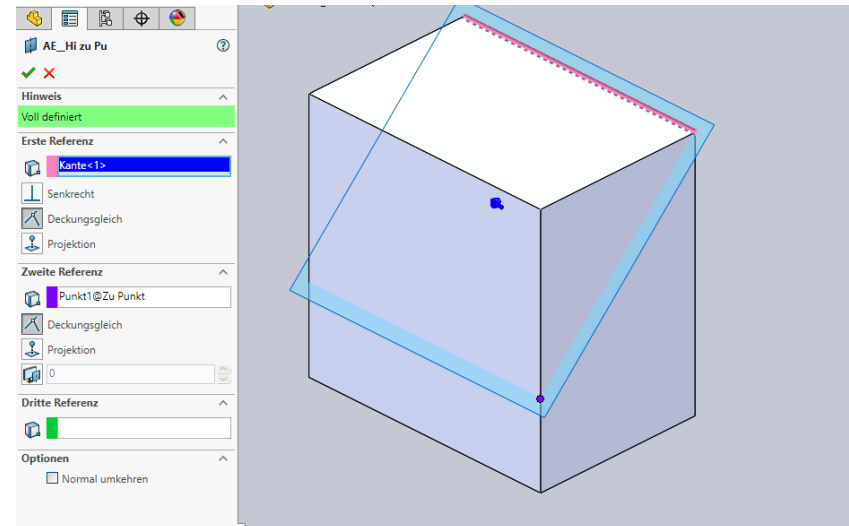 AE_Hi zu Pu
Hinweis
Voll definiert
Erste Referenz
Kante<1>
Senkrecht
Deckungsgleich
Projektion
Zweite Referenz
Punkt1@Zu Punkt
Deckungsgleich
Projektion
0
Dritte Referenz
Optionen
Normal umkehren